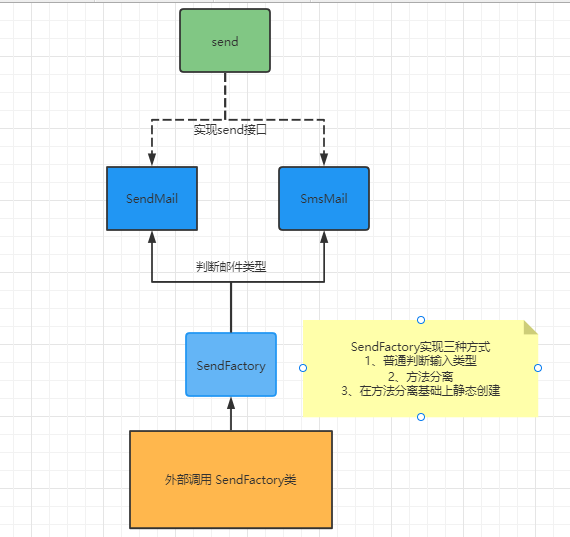 send
实现send接口
SendMail
SmsMail
判断邮件类型
SendFactory
SendFactory实现三种方式
1、普通判断输入类型
2、方法分离
3、在方法分离基础上静态创建
外部调用 SendFactory类